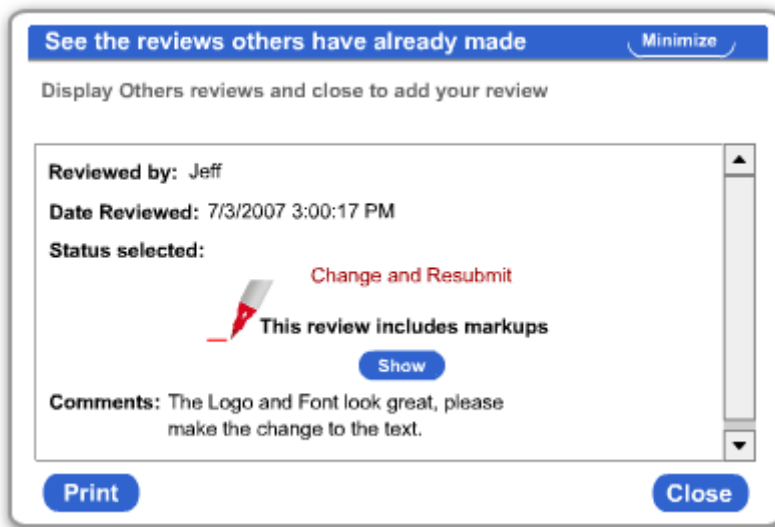 See the reviews others have already made
Minimize
Display Others reviews and close to add your review
Reviewed by: Jeff
Date Reviewed: 7/3/2007 3:00:17 PM
Status selected:
Change and Resubmit
This review includes markups
Show
Comments: The Logo and Font look great, please
make the change to the text.
Print
Close